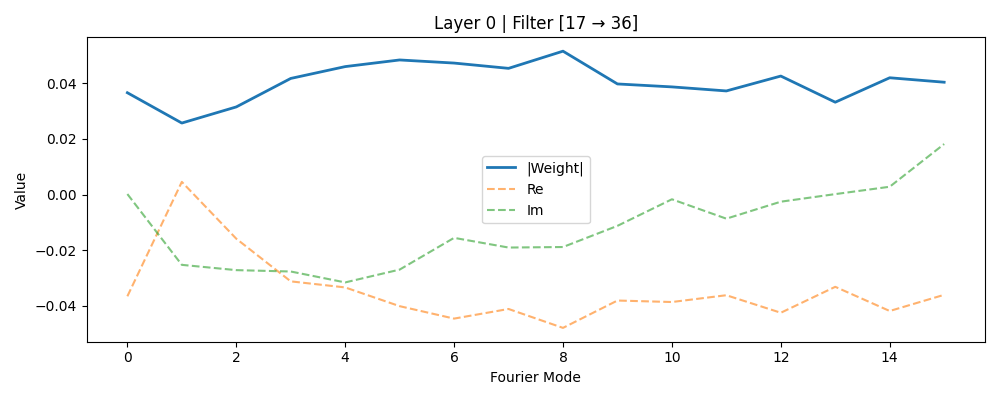 Layer 0 | Filter [17 → 36]
Value
0.04
0.02
0.00
−0.02
−0.04
|Weight|
Re
Im
0 2 4 6 8 10 12 14
Fourier Mode